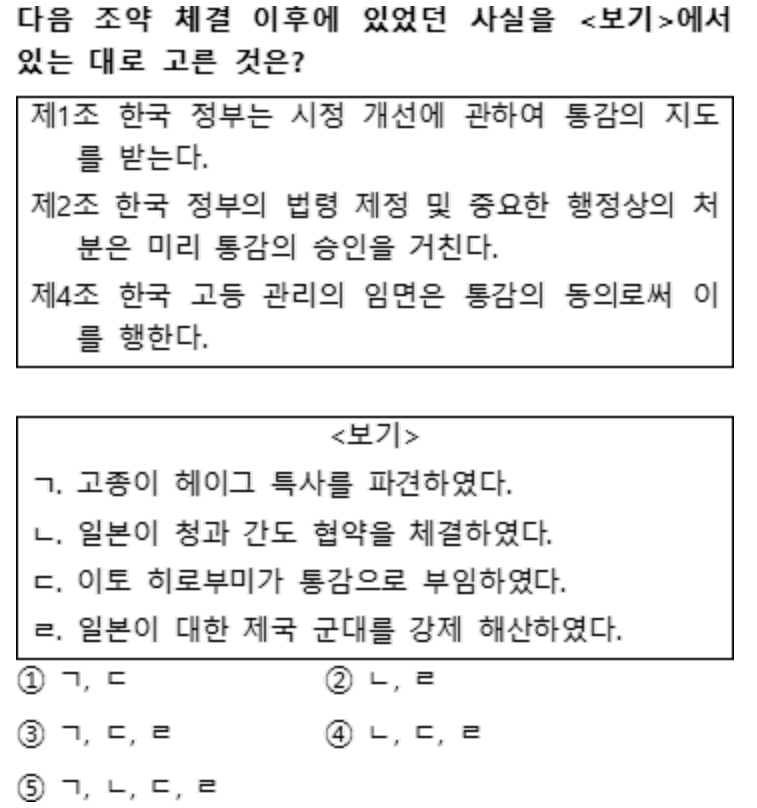 다음 조약 체결 이후에 있었던 사실을 <보기>에서
있는 대로 고른 것은?
제1조 한국 정부는 시정 개선에 관하여 통감의 지도
를 받는다.
제2조 한국 정부의 법령 제정 및 중요한 행정상의 처
분은 미리 통감의 승인을 거친다.
제4조 한국 고등 관리의 임면은 통감의 동의로써 이
를 행한다.
<보기>
ㄱ. 고종이 헤이그 특사를 파견하였다.
ㄴ. 일본이 청과 간도 협약을 체결하였다.
ㄷ. 이토 히로부미가 통감으로 부임하였다.
ㄹ. 일본이 대한 제국 군대를 강제 해산하였다.
① ㄱ, ㄷ ② ㄴ, ㄹ
③ ㄱ, ㄷ, ㄹ ④ ㄴ, ㄷ, ㄹ
⑤ ㄱ, ㄴ, ㄷ, ㄹ